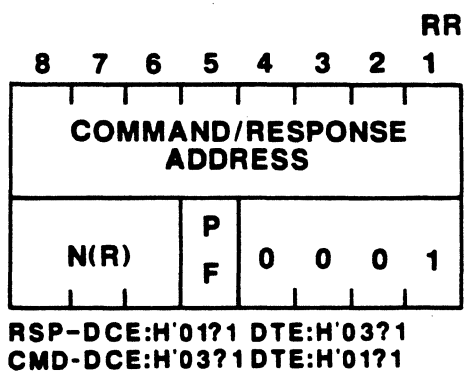 RR
8 7 6 5 4 3 2 1
COMMAND/RESPONSE
ADDRESS
P
N(R) 0 0 0 1
F
RSP-DCE:H'01?1 DTE:H'03?1
CMD-DCE:H'03?1 DTE:H'01?1